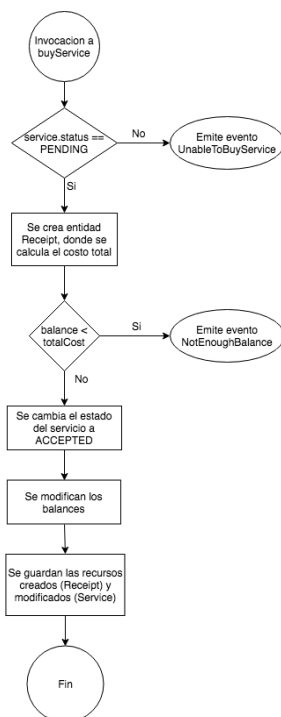 Invocacion a
buyService
service.status ==
PENDING
No
Emite evento
UnableToBuyService
Si
Se crea entidad
Receipt, donde se
calcula el costo total
balance <
totalCost
Si
Emite evento
NotEnoughBalance
No
Se cambia el estado
del servicio a
ACCEPTED
Se modifican los
balances
Se guardan las recursos
creados (Receipt) y
modificados (Service)
Fin